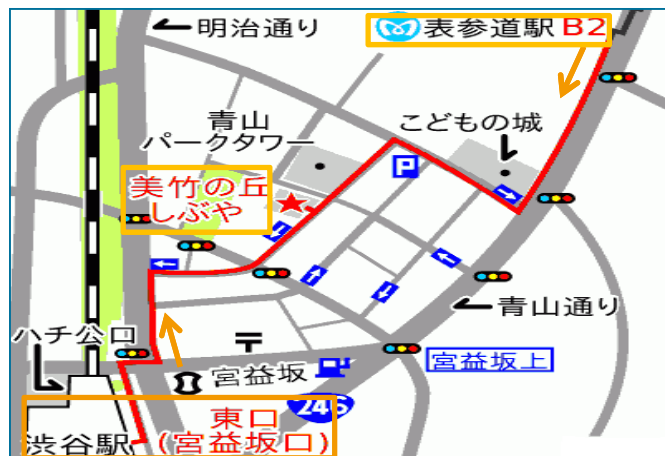 明治通り
表参道駅 B2
青山
パークタワー
こどもの城
P
美竹の丘
しぶや
青山通り
ハチ公口
宮益坂
宮益坂上
246
東口
(宮益坂口)
渋谷駅